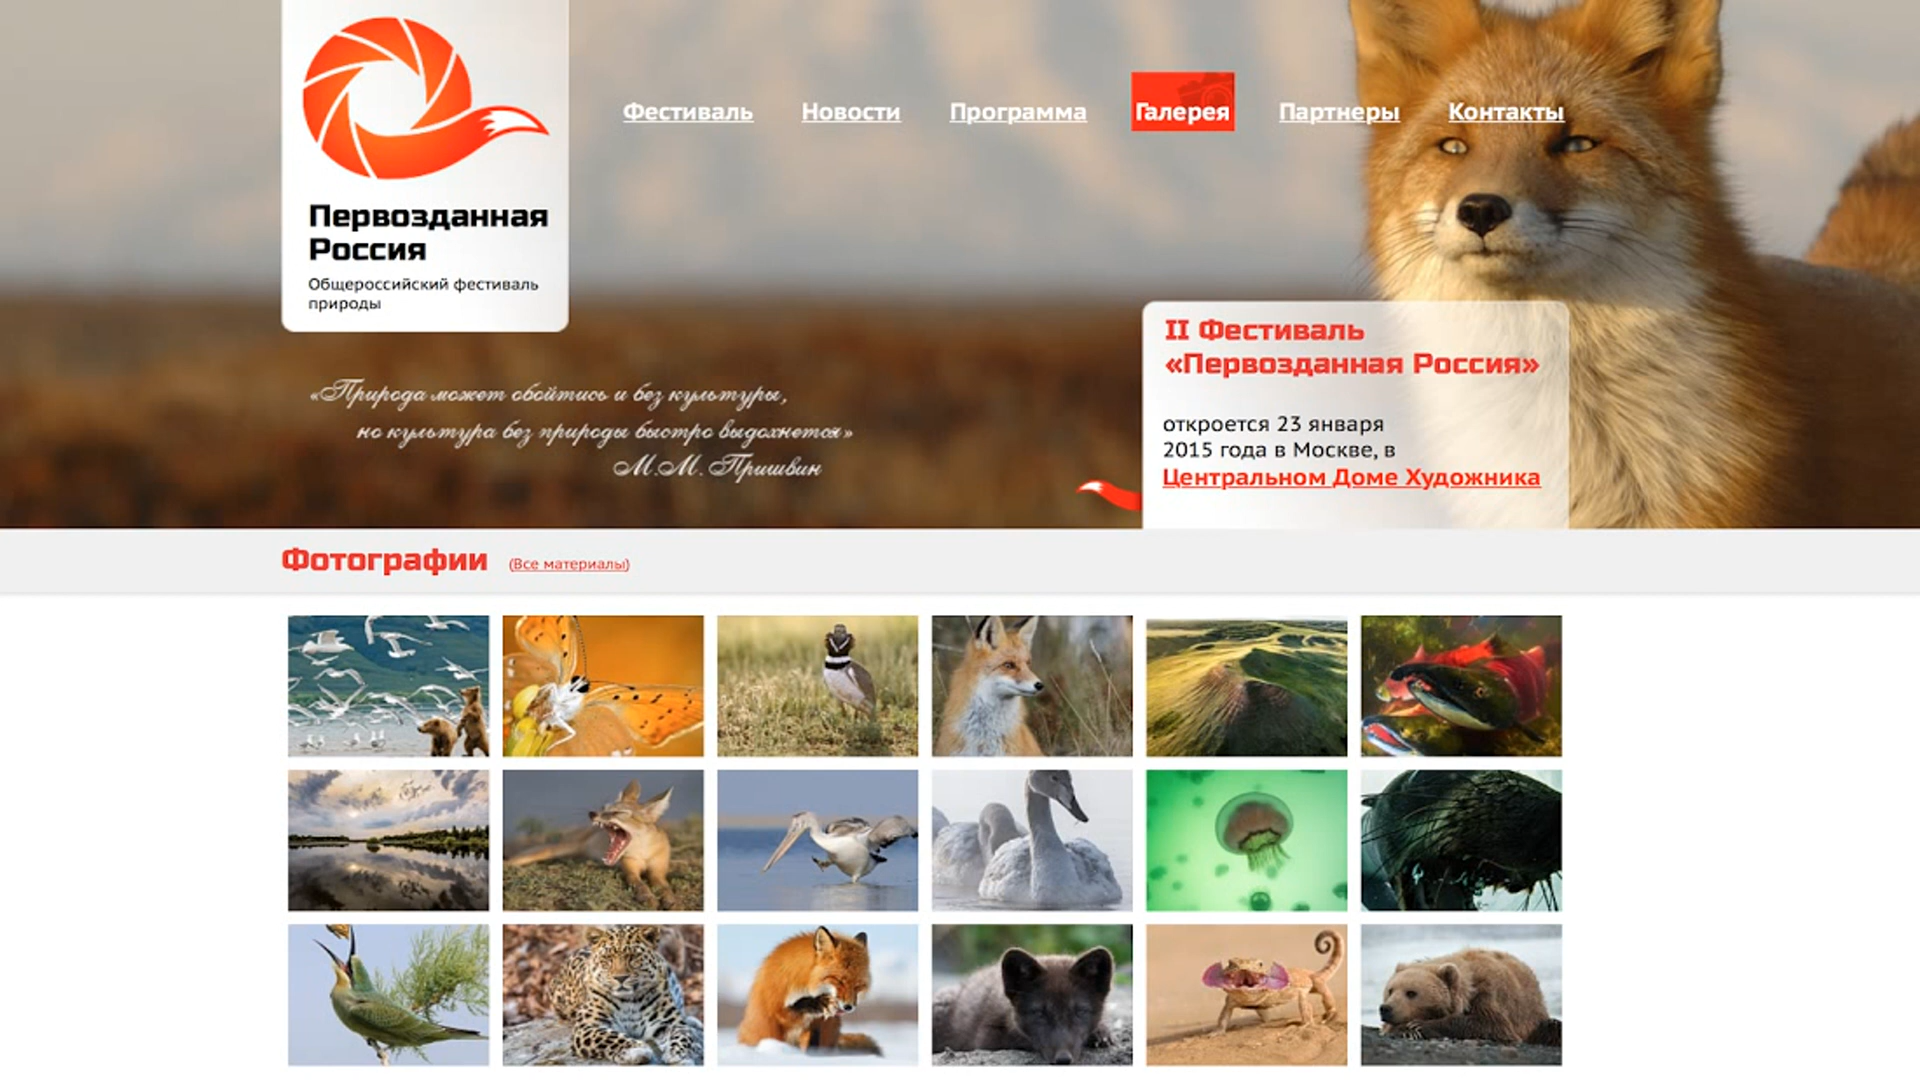 Фестиваль Новости Программа Галерея Партнеры Контакты
Первозданная
Россия
Общероссийский фестиваль
природы
II Фестиваль
«Первозданная Россия»
«Природа может обойтись и без культуры,
но культура без природы быстро выдохнется»
М.М. Пришвин
откроется 23 января
2015 года в Москве, в
Центральном Доме Художника
Фотографии (Все материалы)